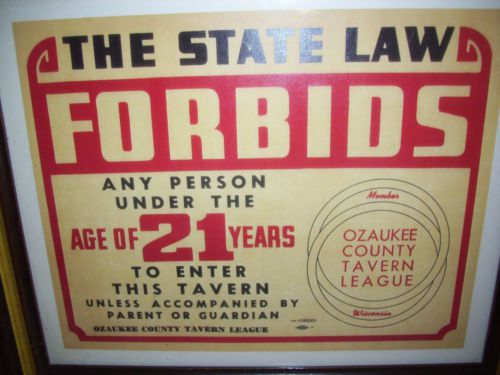 THE STATE LAW
FORBIDS
ANY PERSON
UNDER THE
AGE OF 21 YEARS
TO ENTER
THIS TAVERN
UNLESS ACCOMPANIED BY
PARENT OR GUARDIAN
OZAUKEE COUNTY TAVERN LEAGUE
Member
OZAUKEE
COUNTY
TAVERN
LEAGUE
Wisconsin